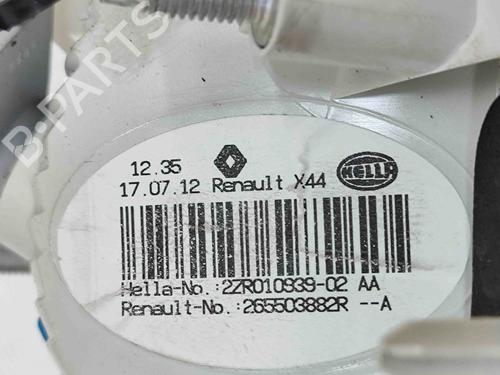 B-PARTS
12.35
17.07.12 Renault X44 HELLA
Hella-No.:2ZR010939-02 AA
Renault-No.:265503882R --A